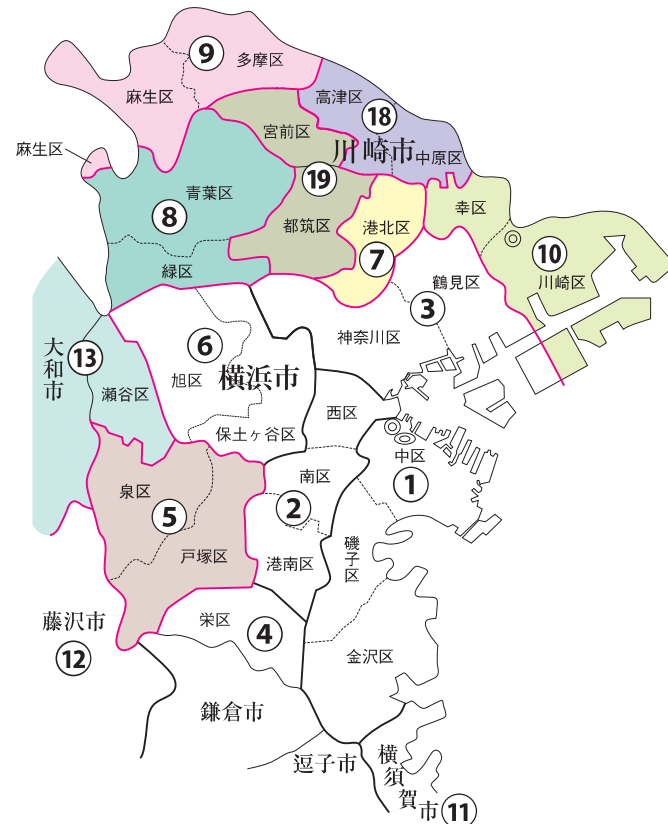 9
多摩区
麻生区
高津区
18
宮前区
川崎市
中原区
麻生区
19
青葉区
幸区
8
都筑区
港北区
7
10
緑区
鶴見区
川崎区
3
神奈川区
大和市
13
6
旭区
横浜市
瀬谷区
西区
保土ヶ谷区
中区
南区
1
泉区
5
2
磯子区
戸塚区
港南区
藤沢市
栄区
4
12
金沢区
鎌倉市
逗子市
横須賀市
11